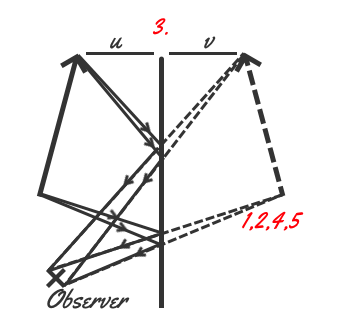 3.
u v
1,2,4,5
Observer